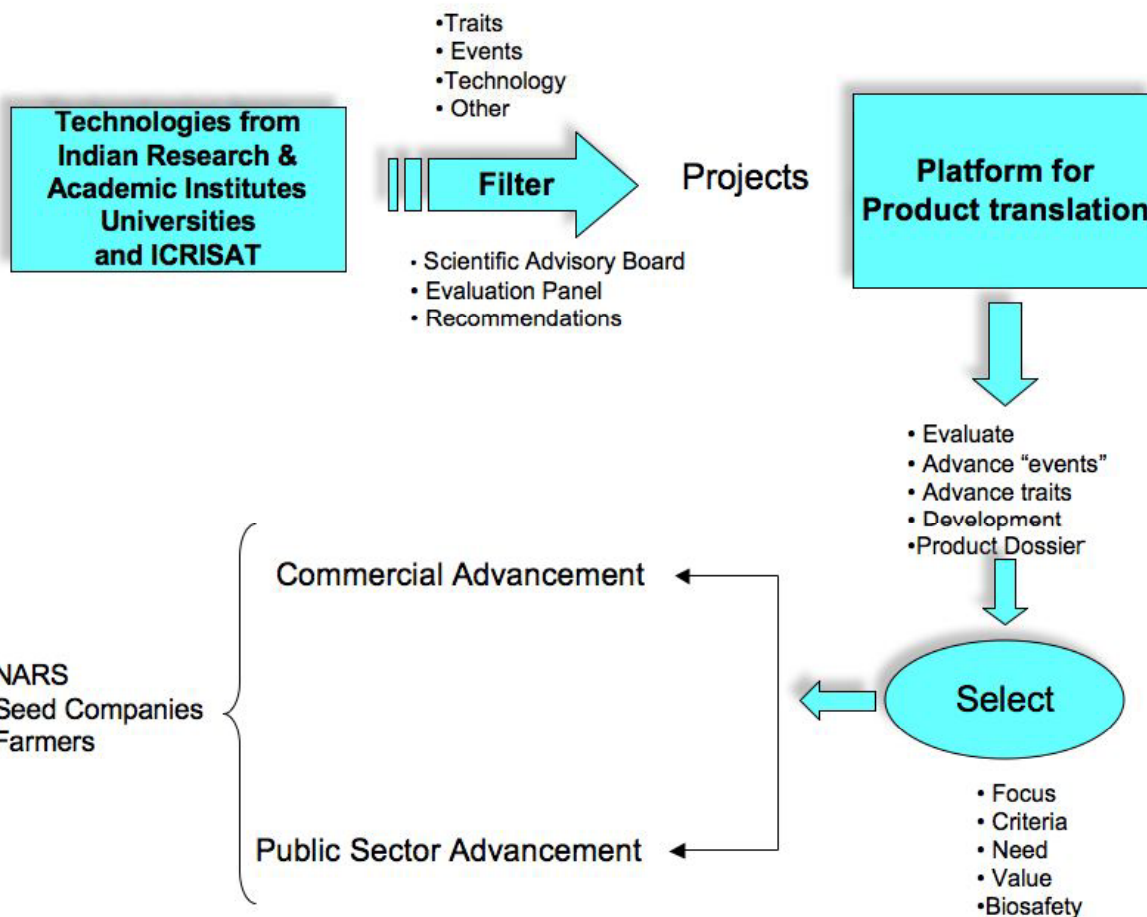 •Traits
• Events
•Technology
• Other
Technologies from
Indian Research &
Academic Institutes
Universities
and ICRISAT
Filter
Projects
Platform for
Product translation
• Scientific Advisory Board
• Evaluation Panel
• Recommendations
• Evaluate
• Advance “events”
• Advance traits
• Development
•Product Dossier
Select
• Focus
• Criteria
• Need
• Value
•Biosafety
Commercial Advancement
Public Sector Advancement
NARS
Seed Companies
Farmers